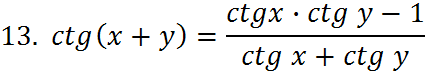 13. ctg(x + y) = (ctgx · ctg y − 1) / (ctg x + ctg y)